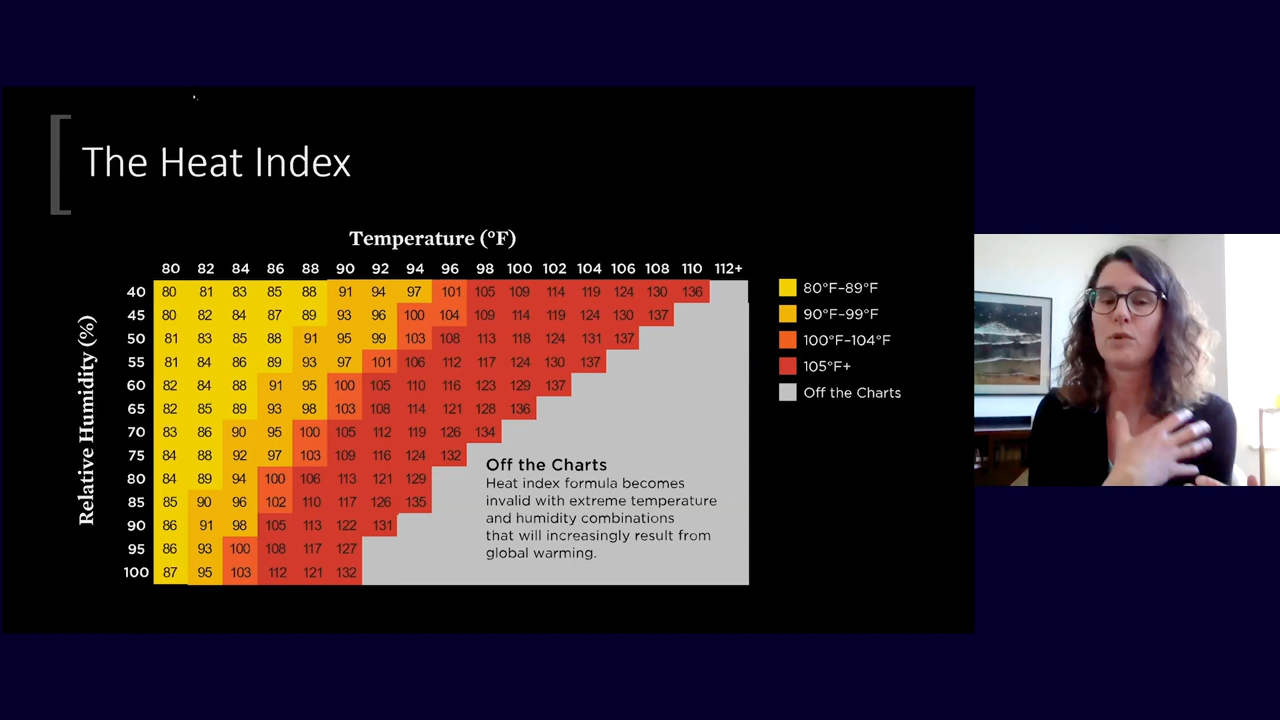 The Heat Index
Temperature (°F)
80 82 84 86 88 90 92 94 96 98 100 102 104 106 108 110 112+
Relative Humidity (%)
40 80 81 83 85 88 91 94 97 101 105 109 114 119 124 130 136
45 80 82 84 87 89 93 96 100 104 109 114 119 124 130 137
50 81 83 85 88 91 95 99 103 108 113 118 124 131 137
55 81 84 86 89 93 97 101 106 112 117 124 130 137
60 82 84 88 91 95 100 105 110 116 123 129 137
65 82 85 89 93 98 103 108 114 121 128 136
70 83 86 90 95 100 105 112 119 126 134
75 84 88 92 97 103 109 116 124 132
80 84 89 94 100 106 113 121 129
85 85 90 96 102 110 117 126 135
90 86 91 98 105 113 122 131
95 86 93 100 108 117 127
100 87 95 103 112 121 132
Off the Charts
Heat index formula becomes
invalid with extreme temperature
and humidity combinations
that will increasingly result from
global warming.
80°F–89°F
90°F–99°F
100°F–104°F
105°F+
Off the Charts